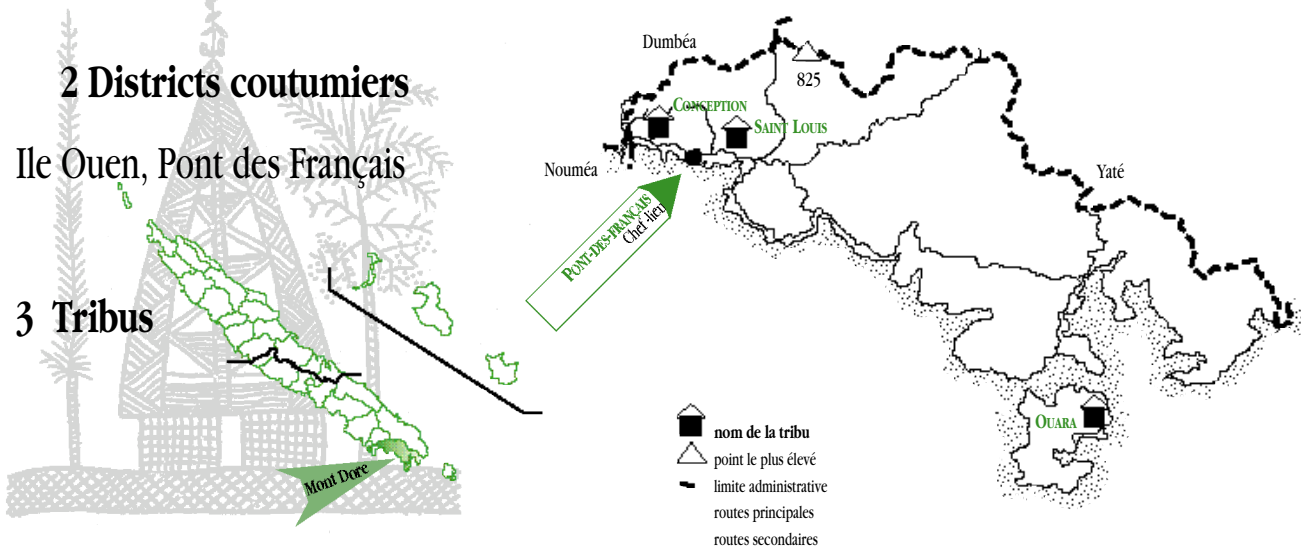 2 Districts coutumiers
Ile Ouen, Pont des Français
3 Tribus
Mont Dore
Dumbéa
825
CONCEPTION
SAINT LOUIS
Nouméa
Yaté
PONT-DES-FRANÇAIS
Chef-lieu
OUARA
nom de la tribu
point le plus élevé
limite administrative
routes principales
routes secondaires